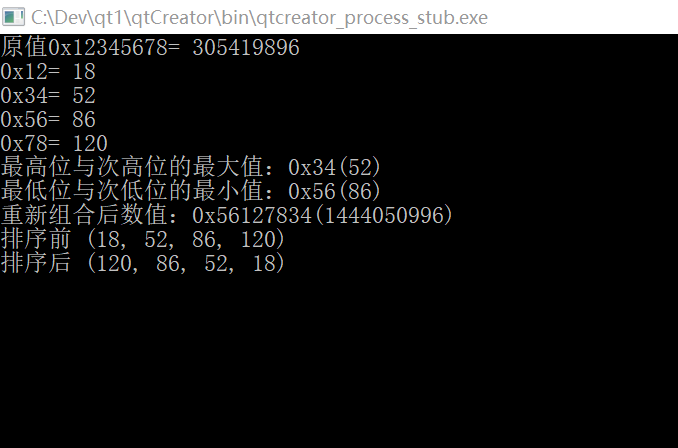 C:\Dev\qt1\qtCreator\bin\qtcreator_process_stub.exe
原值0x12345678= 305419896
0x12= 18
0x34= 52
0x56= 86
0x78= 120
最高位与次高位的最大值：0x34(52)
最低位与次低位的最小值：0x56(86)
重新组合后数值：0x56127834(1444050996)
排序前 (18, 52, 86, 120)
排序后 (120, 86, 52, 18)